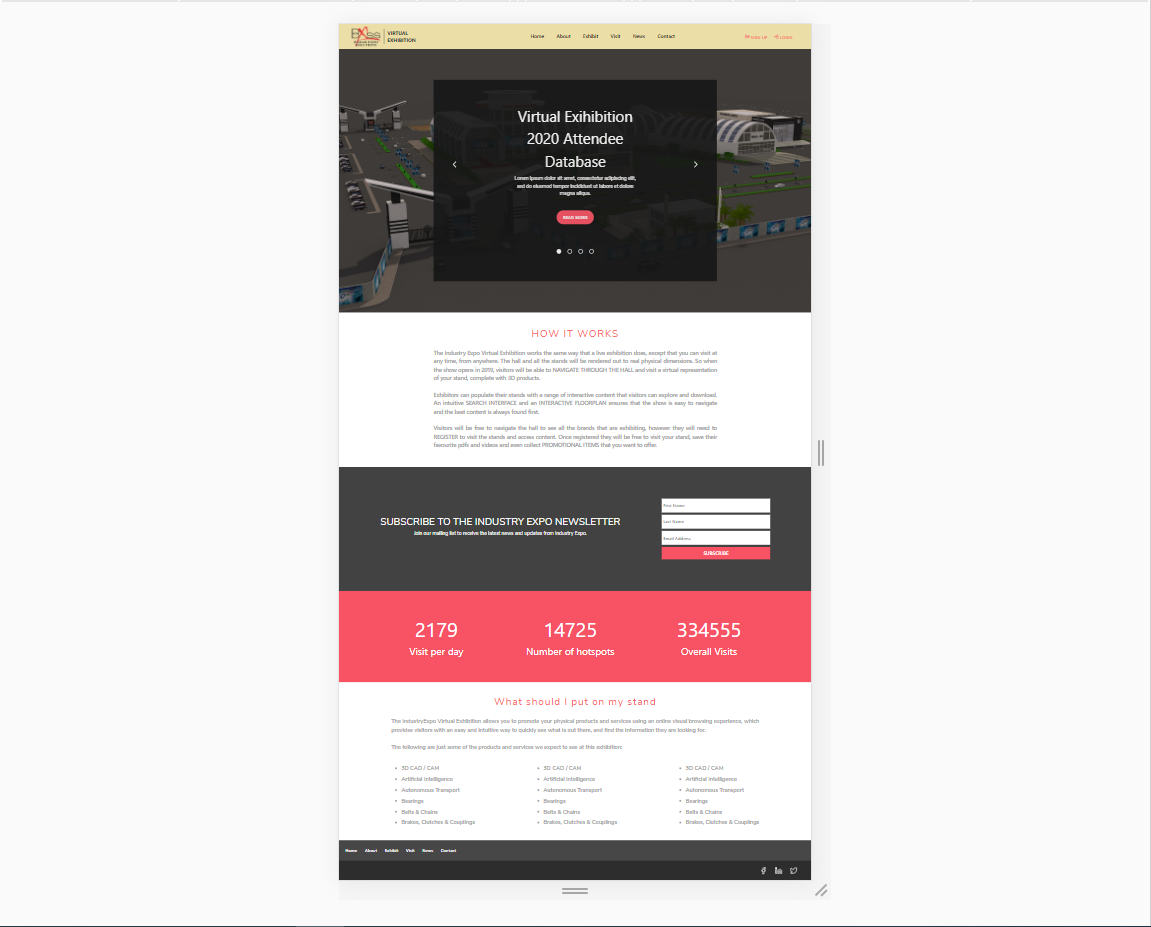 VIRTUAL
EXHIBITION
Home About Exhibit Visit News Contact
SIGN UP LOGIN
Virtual Exihibition
2020 Attendee
Database
Lorem ipsum dolor sit amet, consectetur adipiscing elit,
sed do eiusmod tempor incididunt ut labore et dolore
magna aliqua.
READ MORE
HOW IT WORKS
The Industry Expo Virtual Exhibition works the same way that a live exhibition does, except that you can visit at
any time, from anywhere. The hall and all the stands will be rendered out to real physical dimensions. So when
the show opens in 2019, visitors will be able to NAVIGATE THROUGH THE HALL and visit a virtual representation
of your stand, complete with 3D products.
Exhibitors can populate their stands with a range of interactive content that visitors can explore and download.
An intuitive SEARCH INTERFACE and an INTERACTIVE FLOORPLAN ensures that the show is easy to navigate
and the best content is always found first.
Visitors will be free to navigate the hall to see all the brands that are exhibiting, however they will need to
REGISTER to visit the stands and access content. Once registered they will be free to visit your stand, save their
favourite pdfs and videos and even collect PROMOTIONAL ITEMS that you want to offer.
SUBSCRIBE TO THE INDUSTRY EXPO NEWSLETTER
Join our mailing list to receive the latest news and updates from Industry Expo.
First Name
Last Name
Email Address
SUBSCRIBE
2179 14725 334555
Visit per day Number of hotspots Overall Visits
What should I put on my stand
The IndustryExpo Virtual Exhibition allows you to promote your physical products and services using an online visual browsing experience, which
provides visitors with an easy and intuitive way to quickly see what is out there, and find the information they are looking for.
The following are just some of the products and services we expect to see at this exhibition:
3D CAD / CAM 3D CAD / CAM 3D CAD / CAM
Artificial Intelligence Artificial Intelligence Artificial Intelligence
Autonomous Transport Autonomous Transport Autonomous Transport
Bearings Bearings Bearings
Belts & Chains Belts & Chains Belts & Chains
Brakes, Clutches & Couplings Brakes, Clutches & Couplings Brakes, Clutches & Couplings
Home About Exhibit Visit News Contact